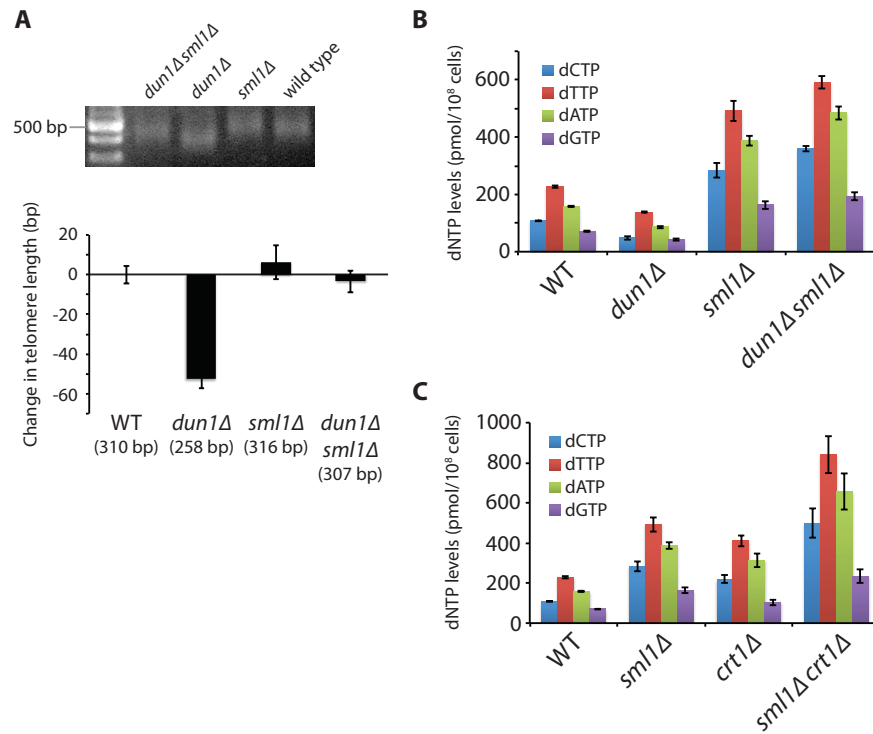 A
dun1Δsml1Δ
dun1Δ
sml1Δ
wild type
500 bp
Change in telomere length (bp)
20
0
-20
-40
-60
WT
(310 bp)
dun1Δ
(258 bp)
sml1Δ
(316 bp)
dun1Δ
sml1Δ
(307 bp)
B
dNTP levels (pmol/10⁸ cells)
600
400
200
0
dCTP
dTTP
dATP
dGTP
WT
dun1Δ
sml1Δ
dun1Δsml1Δ
C
dNTP levels (pmol/10⁸ cells)
1000
800
600
400
200
0
dCTP
dTTP
dATP
dGTP
WT
sml1Δ
crt1Δ
sml1Δcrt1Δ